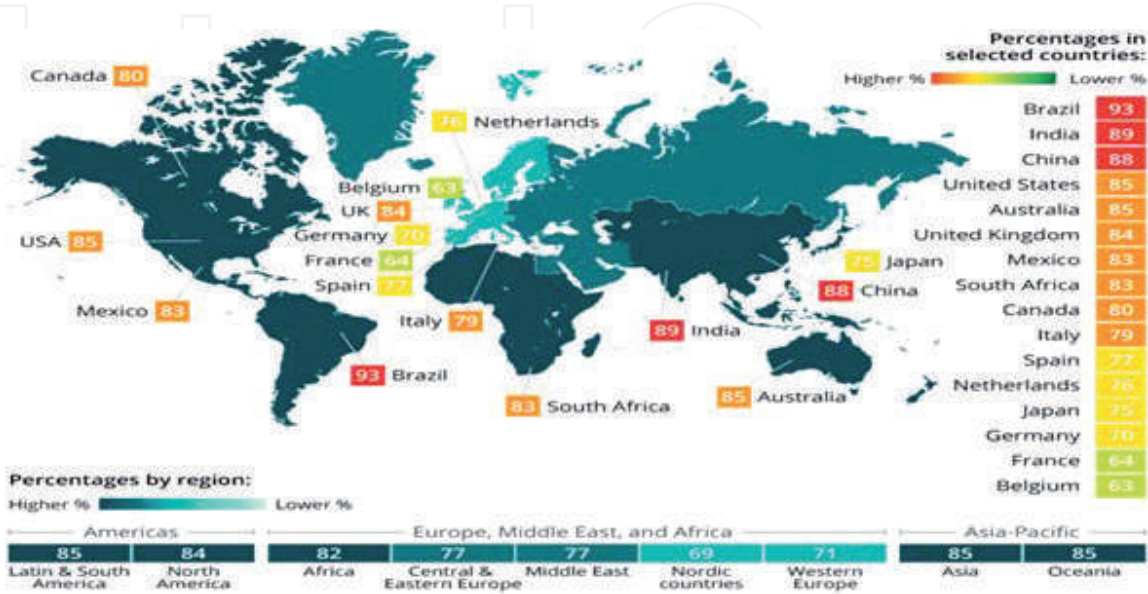 Percentages in
selected countries:
Higher % Lower %
Canada 80
76 Netherlands
Belgium 63
UK 84
Germany 70
France 64
Spain 77
USA 85
Mexico 83
Italy 79
93 Brazil
83 South Africa
75 Japan
88 China
89 India
85 Australia
Brazil 93
India 89
China 88
United States 85
Australia 85
United Kingdom 84
Mexico 83
South Africa 83
Canada 80
Italy 79
Spain 77
Netherlands 76
Japan 75
Germany 70
France 64
Belgium 63
Percentages by region:
Higher % Lower %
Americas Europe, Middle East, and Africa Asia-Pacific
85 84 82 77 77 69 71 85 85
Latin & South North Africa Central & Middle East Nordic Western Asia Oceania
America America Eastern Europe countries Europe